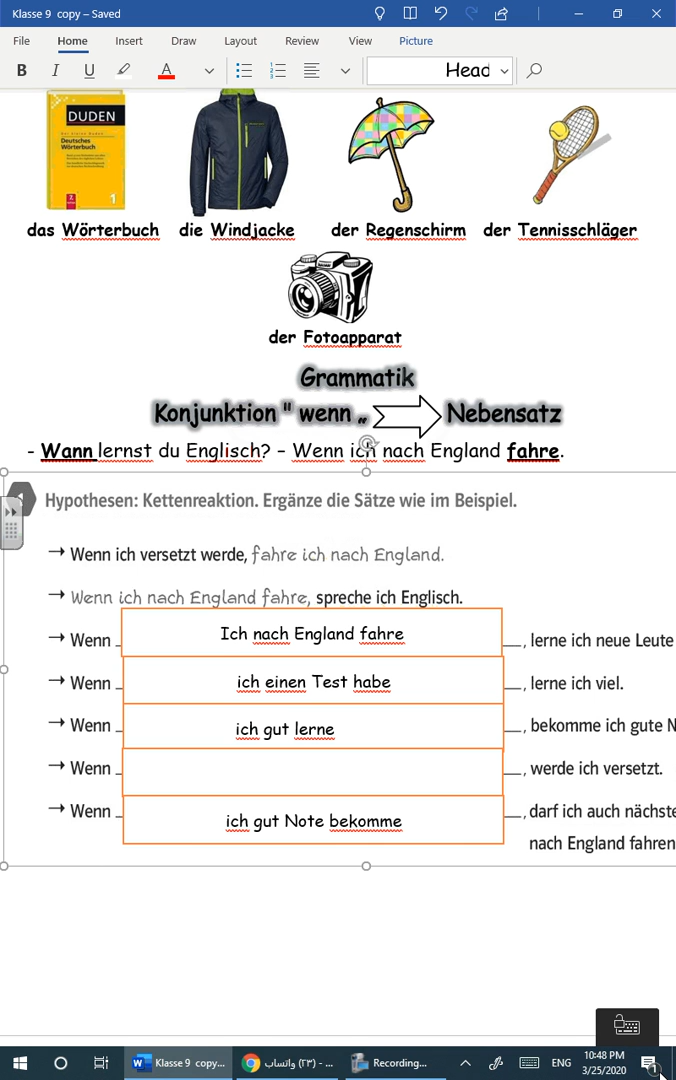 Klasse 9 copy – Saved
File Home Insert Draw Layout Review View Picture
B I U A Head
DUDEN
Deutsches
Wörterbuch
1
das Wörterbuch die Windjacke der Regenschirm der Tennisschläger
der Fotoapparat
Grammatik
Konjunktion " wenn „ Nebensatz
- Wann lernst du Englisch? – Wenn ich nach England fahre.
Hypothesen: Kettenreaktion. Ergänze die Sätze wie im Beispiel.
→ Wenn ich versetzt werde, fahre ich nach England.
→ Wenn ich nach England fahre, spreche ich Englisch.
→ Wenn Ich nach England fahre , lerne ich neue Leute
→ Wenn ich einen Test habe , lerne ich viel.
→ Wenn ich gut lerne , bekomme ich gute N
→ Wenn , werde ich versetzt.
→ Wenn ich gut Note bekomme , darf ich auch nächste
nach England fahren
Klasse 9 copy... (٢٣) واتساب - ... Recording... ENG 10:48 PM
3/25/2020